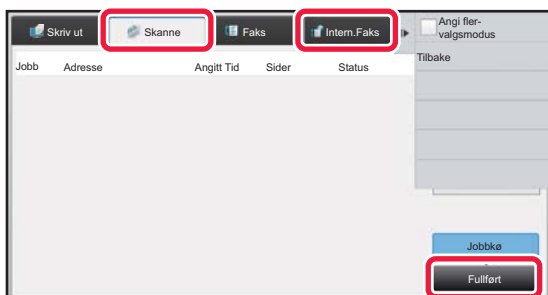 Skriv ut Skanne Faks Intern.Faks
Angi fler-
valgsmodus
Tilbake
Jobb Adresse Angitt Tid Sider Status
Jobbkø
Fullført